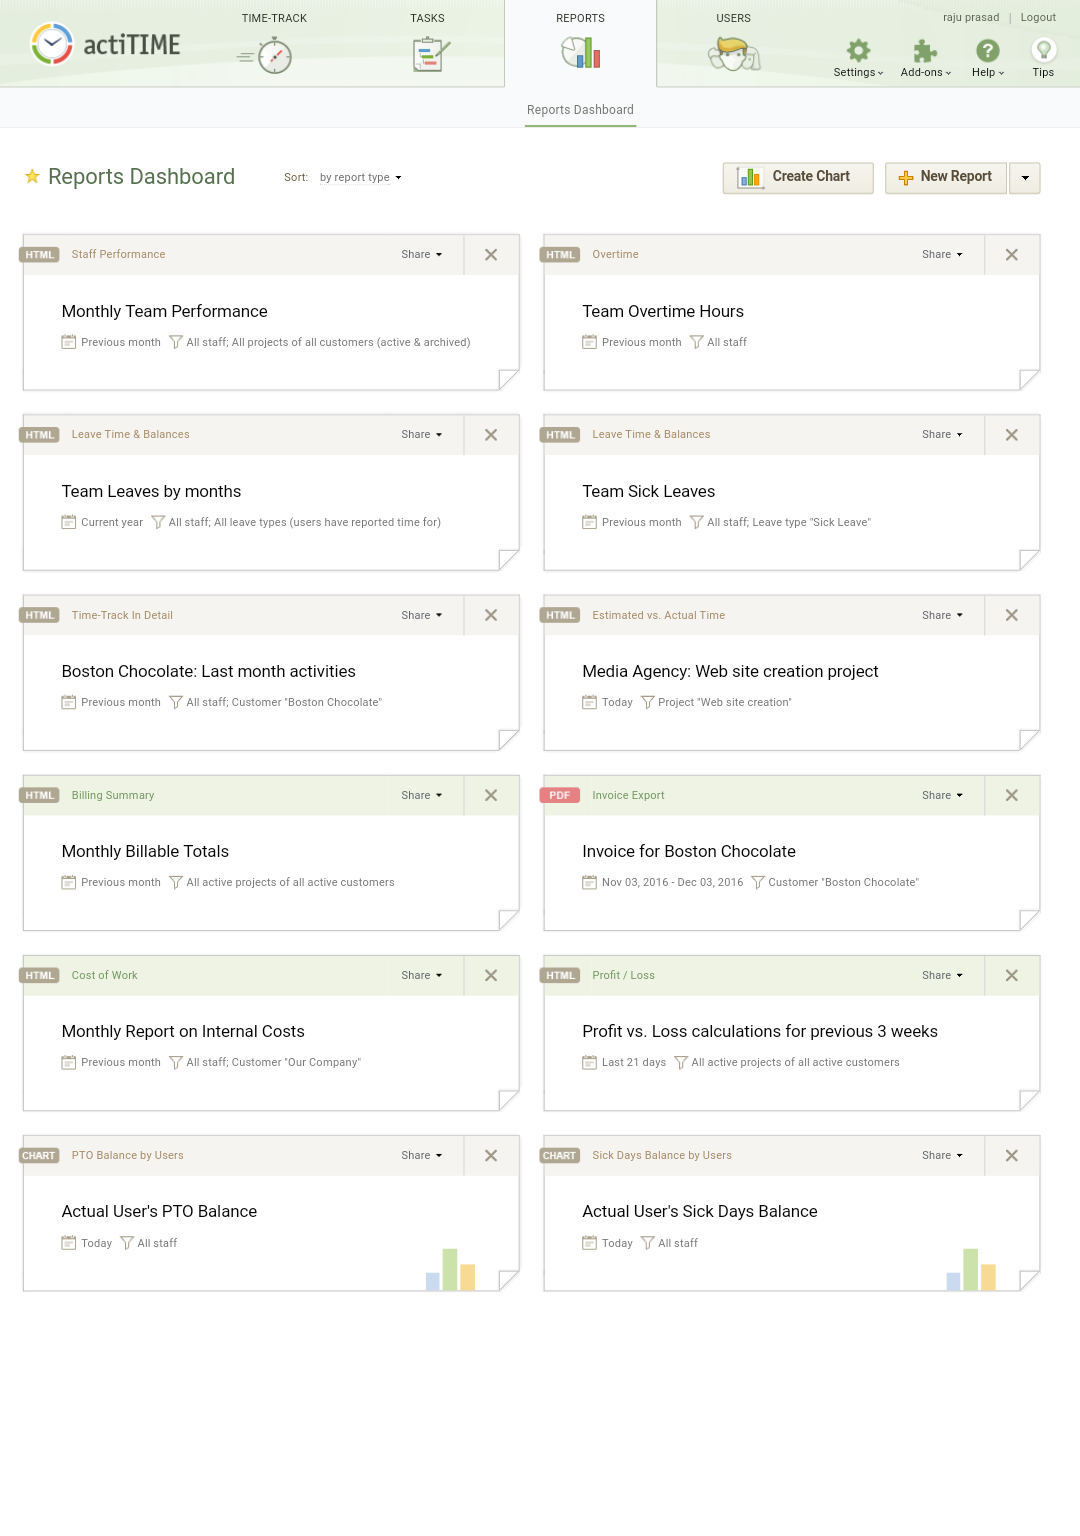 TIME-TRACK TASKS REPORTS USERS raju prasad | Logout
actiTIME
Settings Add-ons Help Tips
Reports Dashboard
Reports Dashboard Sort: by report type Create Chart New Report
HTML Staff Performance Share
Monthly Team Performance
Previous month All staff; All projects of all customers (active & archived)
HTML Overtime Share
Team Overtime Hours
Previous month All staff
HTML Leave Time & Balances Share
Team Leaves by months
Current year All staff; All leave types (users have reported time for)
HTML Leave Time & Balances Share
Team Sick Leaves
Previous month All staff; Leave type "Sick Leave"
HTML Time-Track In Detail Share
Boston Chocolate: Last month activities
Previous month All staff; Customer "Boston Chocolate"
HTML Estimated vs. Actual Time Share
Media Agency: Web site creation project
Today Project "Web site creation"
HTML Billing Summary Share
Monthly Billable Totals
Previous month All active projects of all active customers
PDF Invoice Export Share
Invoice for Boston Chocolate
Nov 03, 2016 - Dec 03, 2016 Customer "Boston Chocolate"
HTML Cost of Work Share
Monthly Report on Internal Costs
Previous month All staff; Customer "Our Company"
HTML Profit / Loss Share
Profit vs. Loss calculations for previous 3 weeks
Last 21 days All active projects of all active customers
CHART PTO Balance by Users Share
Actual User's PTO Balance
Today All staff
CHART Sick Days Balance by Users Share
Actual User's Sick Days Balance
Today All staff